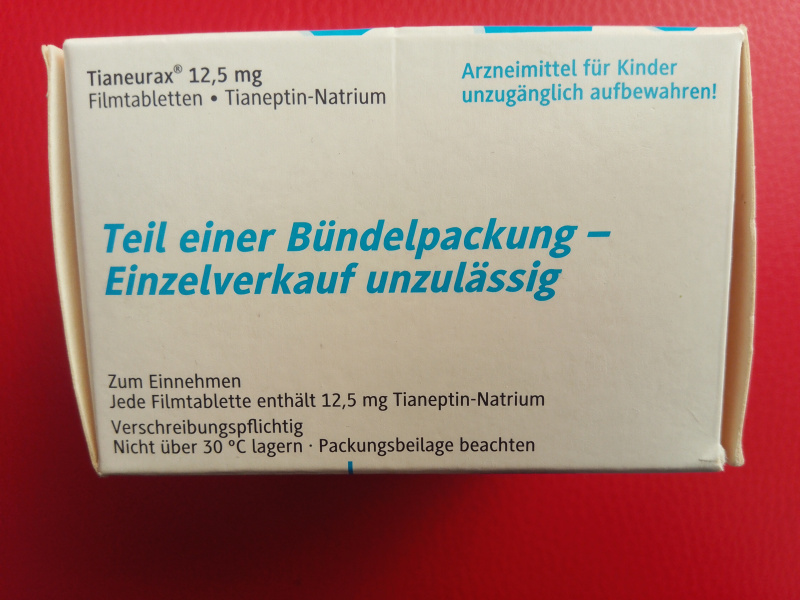 Tianeurax® 12,5 mg
Filmtabletten • Tianeptin-Natrium
Arzneimittel für Kinder
unzugänglich aufbewahren!
Teil einer Bündelpackung –
Einzelverkauf unzulässig
Zum Einnehmen
Jede Filmtablette enthält 12,5 mg Tianeptin-Natrium
Verschreibungspflichtig
Nicht über 30 °C lagern · Packungsbeilage beachten